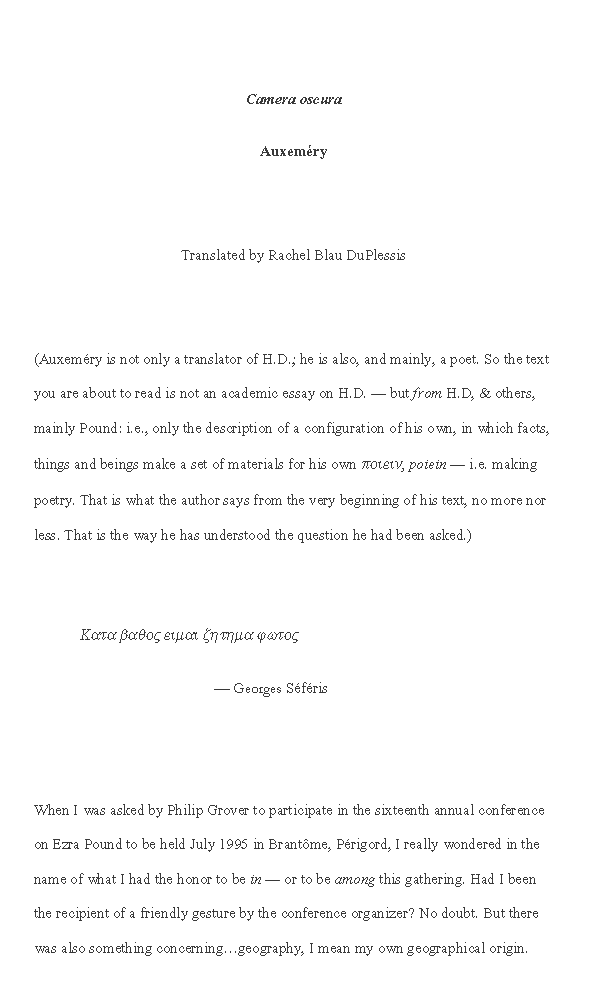 Camera oscura
Auxeméry
Translated by Rachel Blau DuPlessis
(Auxeméry is not only a translator of H.D.; he is also, and mainly, a poet. So the text
you are about to read is not an academic essay on H.D. — but from H.D, & others,
mainly Pound: i.e., only the description of a configuration of his own, in which facts,
things and beings make a set of materials for his own ποιειν, poiein — i.e. making
poetry. That is what the author says from the very beginning of his text, no more nor
less. That is the way he has understood the question he had been asked.)
Κατα βαθος ειμαι ζητημα φωτος
— Georges Séféris
When I was asked by Philip Grover to participate in the sixteenth annual conference
on Ezra Pound to be held July 1995 in Brantôme, Périgord, I really wondered in the
name of what I had the honor to be in — or to be among this gathering. Had I been
the recipient of a friendly gesture by the conference organizer? No doubt. But there
was also something concerning…geography, I mean my own geographical origin.